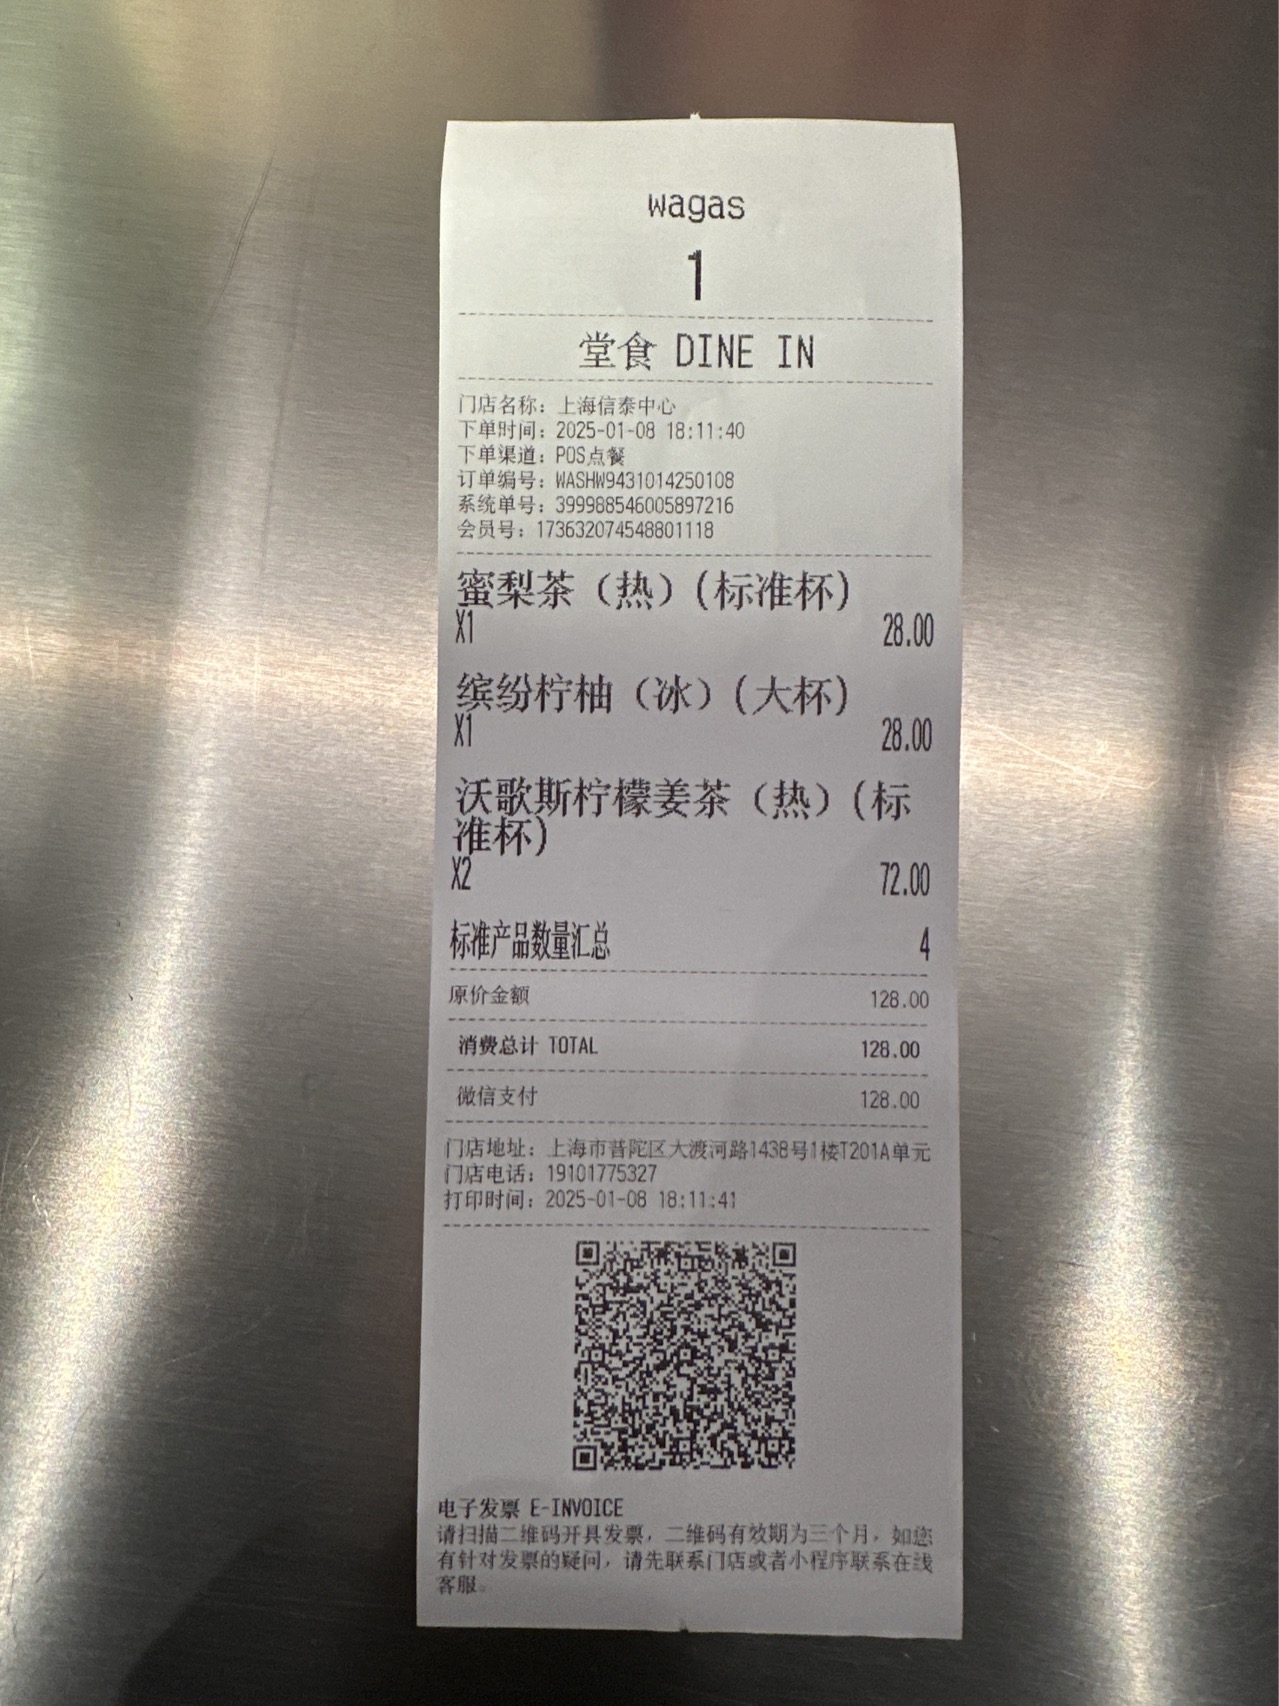 wagas
1
堂食 DINE IN
门店名称：上海信泰中心
下单时间：2025-01-08 18:11:40
下单渠道：POS点餐
订单编号：WASHW9431014250108
系统单号：399988546005897216
会员号：173632074548801118
蜜梨茶（热）(标准杯)
X1 28.00
缤纷柠柚（冰）(大杯)
X1 28.00
沃歌斯柠檬姜茶（热）(标
准杯)
X2 72.00
标准产品数量汇总 4
原价金额 128.00
消费总计 TOTAL 128.00
微信支付 128.00
门店地址：上海市普陀区大渡河路1438号1楼T201A单元
门店电话：19101775327
打印时间：2025-01-08 18:11:41
电子发票 E-INVOICE
请扫描二维码开具发票，二维码有效期为三个月，如您
有针对发票的疑问，请先联系门店或者小程序联系在线
客服。